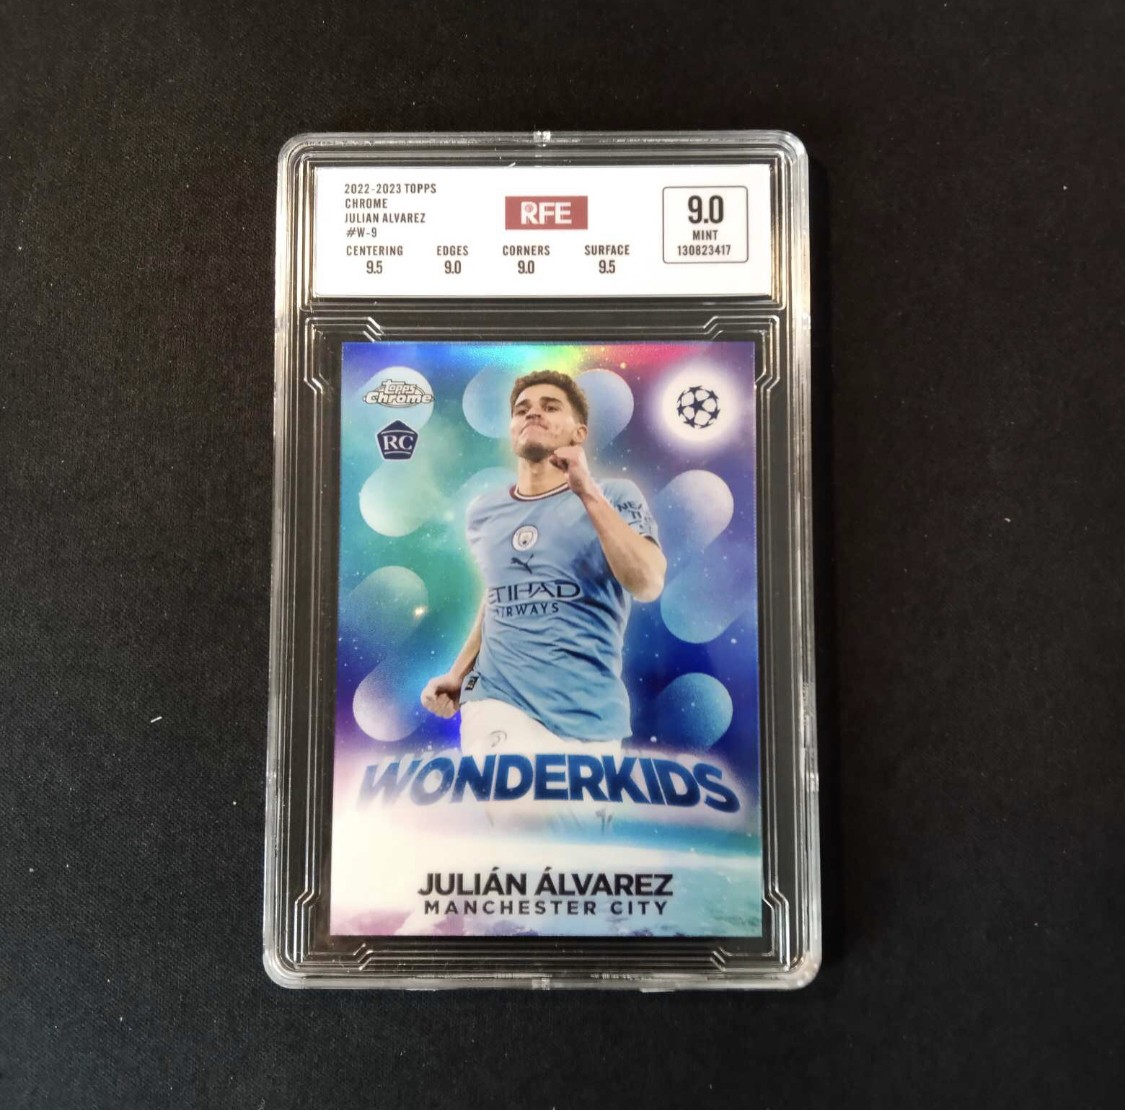 2022-2023 TOPPS
CHROME
JULIAN ALVAREZ
#W-9
RFE
9.0
MINT
130823417
CENTERING EDGES CORNERS SURFACE
9.5 9.0 9.0 9.5
Topps
Chrome
RC
ETIHAD
AIRWAYS
WONDERKIDS
JULIÁN ÁLVAREZ
MANCHESTER CITY